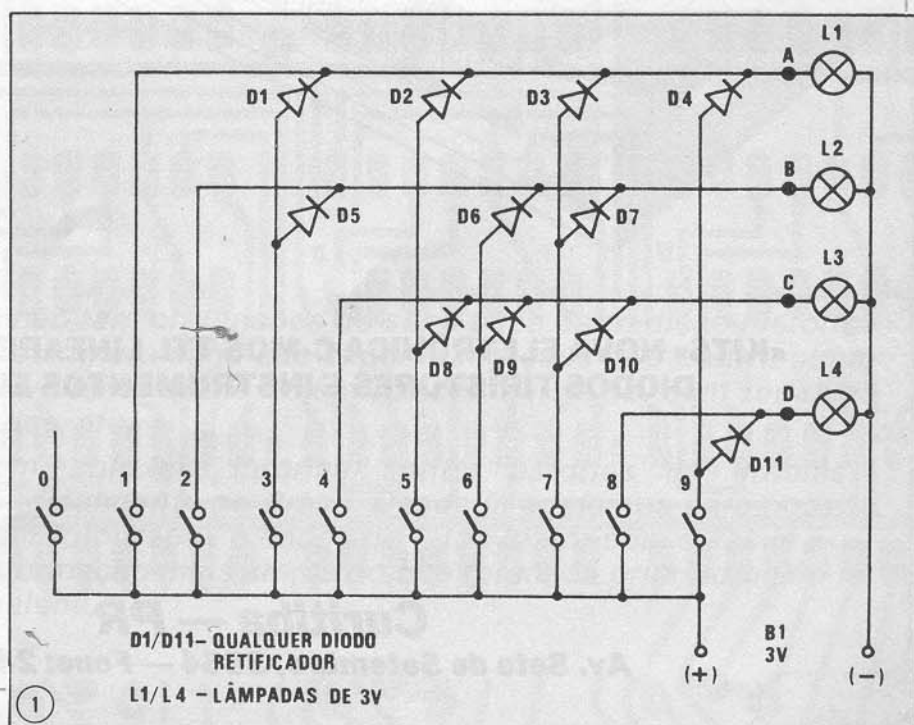 L1
A
D1
D2
D3
D4
L2
B
D5
D6
D7
L3
C
D8
D9
D10
L4
D
D11
0 1 2 3 4 5 6 7 8 9
D1/D11 – QUALQUER DIODO
RETIFICADOR
L1/L4 – LÂMPADAS DE 3V
B1
3V
(+)
(−)
1